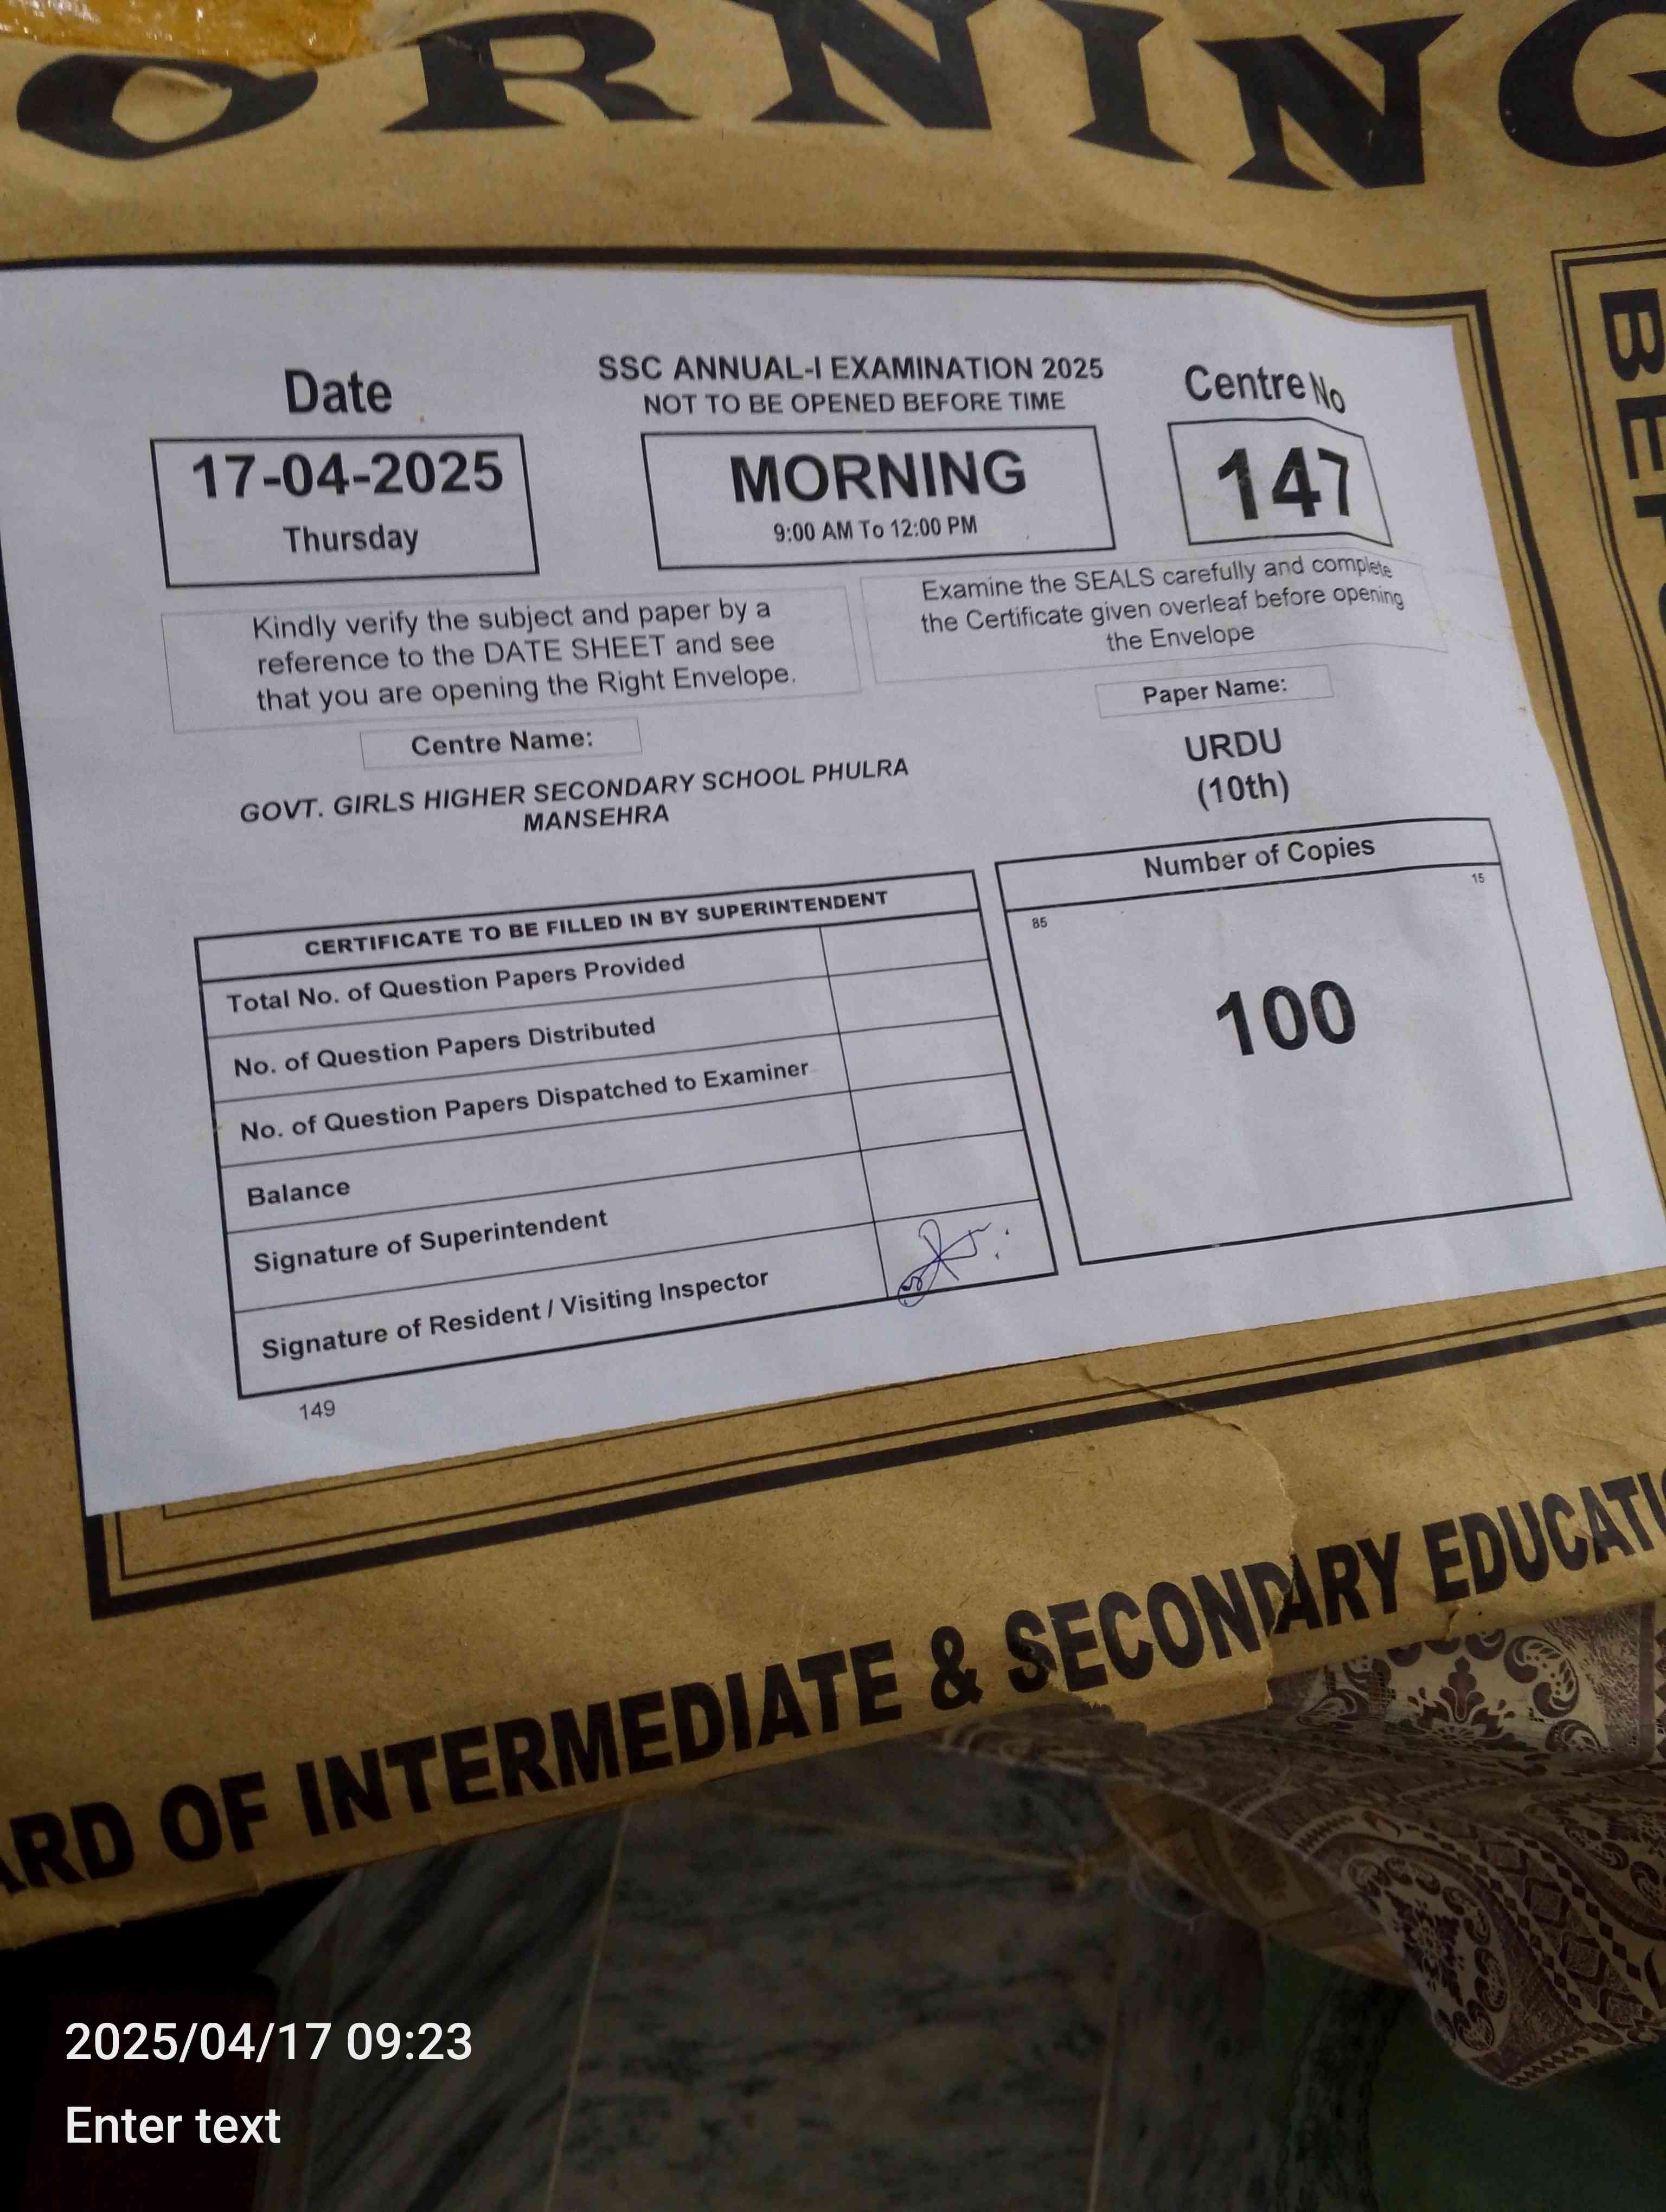 ORNING
Date
SSC ANNUAL-I EXAMINATION 2025
NOT TO BE OPENED BEFORE TIME
Centre No
17-04-2025
Thursday
MORNING
9:00 AM To 12:00 PM
147
Kindly verify the subject and paper by a
reference to the DATE SHEET and see
that you are opening the Right Envelope.
Examine the SEALS carefully and complete
the Certificate given overleaf before opening
the Envelope
Centre Name:
GOVT. GIRLS HIGHER SECONDARY SCHOOL PHULRA
MANSEHRA
Paper Name:
URDU
(10th)
CERTIFICATE TO BE FILLED IN BY SUPERINTENDENT
Total No. of Question Papers Provided
No. of Question Papers Distributed
No. of Question Papers Dispatched to Examiner
Balance
Signature of Superintendent
Signature of Resident / Visiting Inspector
149
Number of Copies
85
15
100
ARD OF INTERMEDIATE & SECONDARY EDUCATI
2025/04/17 09:23
Enter text